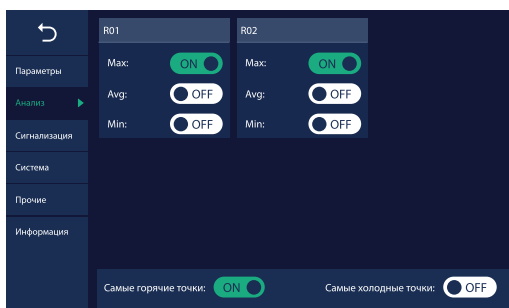 R01
R02
Max: ON
Max: ON
Avg: OFF
Avg: OFF
Min: OFF
Min: OFF
Параметры
Анализ
Сигнализация
Система
Прочие
Информация
Самые горячие точки: ON
Самые холодные точки: OFF